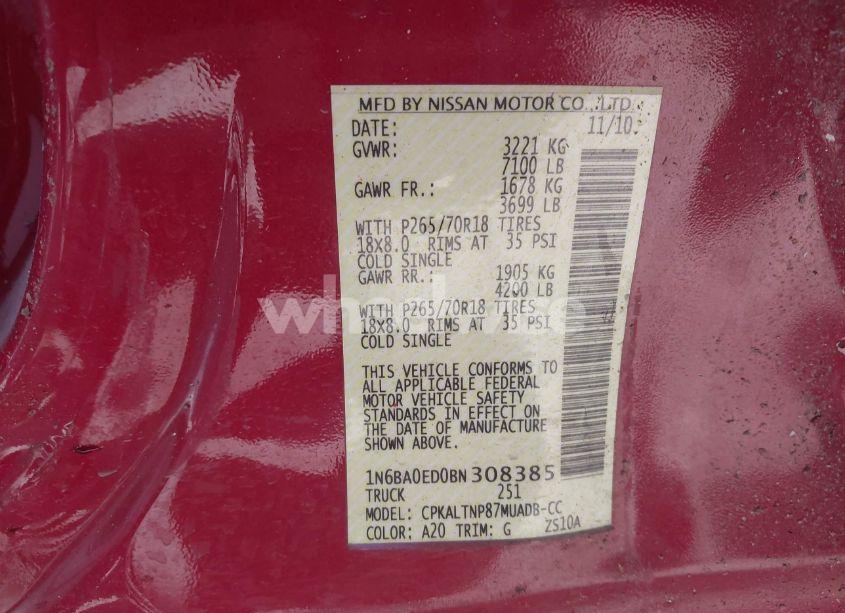 MFD BY NISSAN MOTOR CO., LTD.
DATE: 11/10.
GVWR: 3221 KG
7100 LB
GAWR FR.: 1678 KG
3699 LB
WITH P265/70R18 TIRES
18X8.0 RIMS AT 35 PSI
COLD SINGLE
GAWR RR.: 1905 KG
4200 LB
WITH P265/70R18 TIRES
18X8.0 RIMS AT 35 PSI
COLD SINGLE
THIS VEHICLE CONFORMS TO
ALL APPLICABLE FEDERAL
MOTOR VEHICLE SAFETY
STANDARDS IN EFFECT ON
THE DATE OF MANUFACTURE
SHOWN ABOVE.
1N6BA0ED0BN308385
TRUCK 251
MODEL: CPKALTNP87MUADB-CC
COLOR: A20 TRIM: G ZS10A